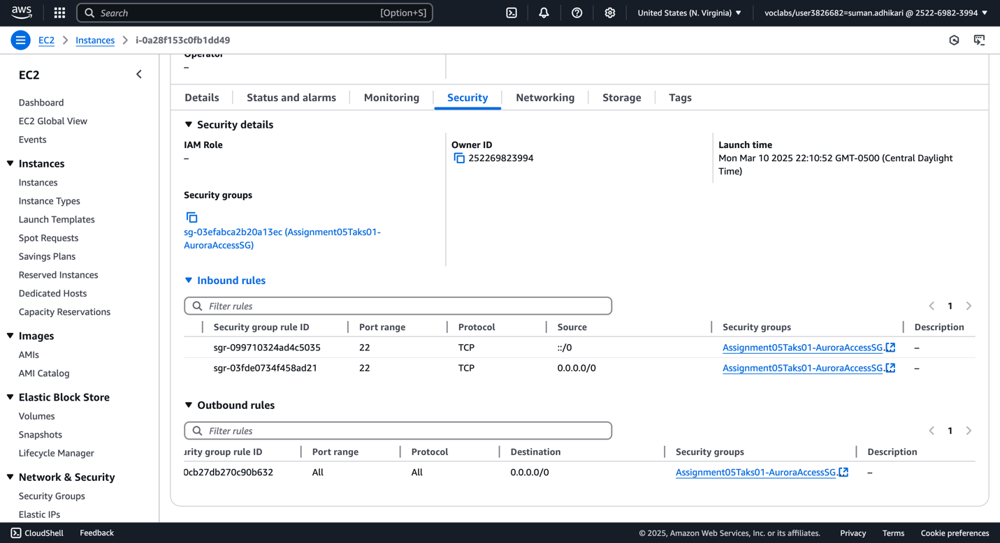 aws
Search [Option+S]
United States (N. Virginia) ▼
voclabs/user3826682=suman.adhikari @ 2522-6982-3994 ▼
EC2 > Instances > i-0a28f153c0fb1dd49
EC2
Dashboard
EC2 Global View
Events
Instances
Instances
Instance Types
Launch Templates
Spot Requests
Savings Plans
Reserved Instances
Dedicated Hosts
Capacity Reservations
Images
AMIs
AMI Catalog
Elastic Block Store
Volumes
Snapshots
Lifecycle Manager
Network & Security
Security Groups
Elastic IPs
Operator
–
Details Status and alarms Monitoring Security Networking Storage Tags
Security details
IAM Role
–
Owner ID
252269823994
Launch time
Mon Mar 10 2025 22:10:52 GMT-0500 (Central Daylight
Time)
Security groups
sg-03efabca2b20a13ec (Assignment05Taks01-
AuroraAccessSG)
Inbound rules
Filter rules
1
Security group rule ID Port range Protocol Source Security groups Description
sgr-099710324ad4c5035 22 TCP ::/0 Assignment05Taks01-AuroraAccessSG –
sgr-03fde0734f458ad21 22 TCP 0.0.0.0/0 Assignment05Taks01-AuroraAccessSG –
Outbound rules
Filter rules
1
urity group rule ID Port range Protocol Destination Security groups Description
0cb27db270c90b632 All All 0.0.0.0/0 Assignment05Taks01-AuroraAccessSG –
CloudShell Feedback
© 2025, Amazon Web Services, Inc. or its affiliates. Privacy Terms Cookie preferences